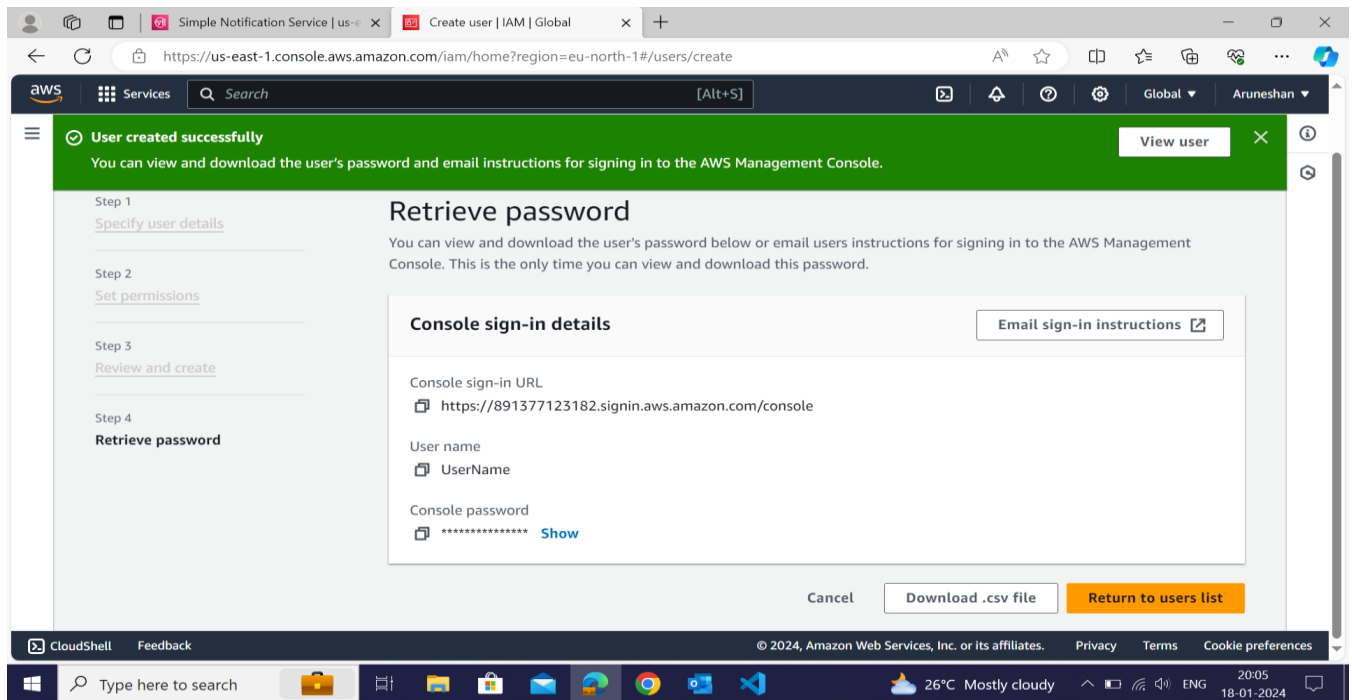 Simple Notification Service | us-e
Create user | IAM | Global
https://us-east-1.console.aws.amazon.com/iam/home?region=eu-north-1#/users/create
aws
Services
Search
[Alt+S]
Global
Aruneshan
User created successfully
You can view and download the user's password and email instructions for signing in to the AWS Management Console.
View user
Step 1
Specify user details
Step 2
Set permissions
Step 3
Review and create
Step 4
Retrieve password
Retrieve password
You can view and download the user's password below or email users instructions for signing in to the AWS Management
Console. This is the only time you can view and download this password.
Console sign-in details
Email sign-in instructions
Console sign-in URL
https://891377123182.signin.aws.amazon.com/console
User name
UserName
Console password
*************** Show
Cancel
Download .csv file
Return to users list
CloudShell
Feedback
© 2024, Amazon Web Services, Inc. or its affiliates.
Privacy
Terms
Cookie preferences
Type here to search
26°C Mostly cloudy
ENG
20:05
18-01-2024